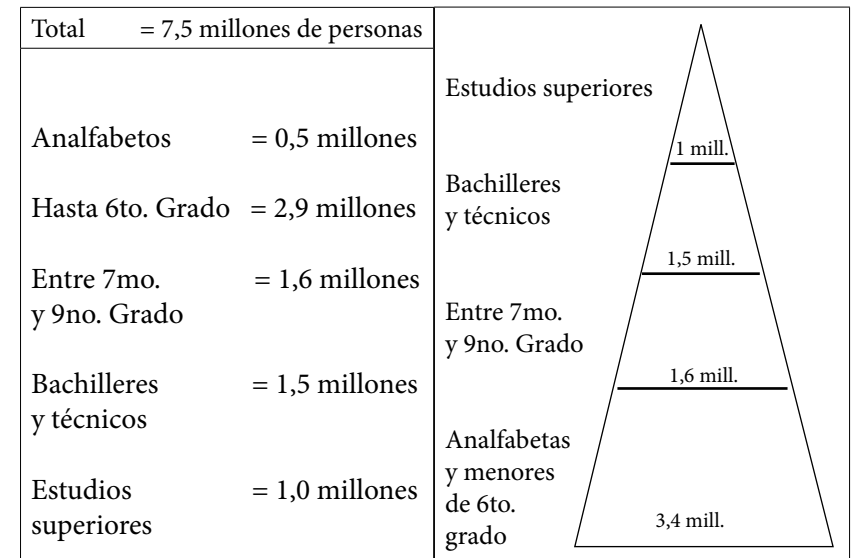 Total = 7,5 millones de personas
Analfabetos = 0,5 millones
Hasta 6to. Grado = 2,9 millones
Entre 7mo. = 1,6 millones
y 9no. Grado
Bachilleres = 1,5 millones
y técnicos
Estudios = 1,0 millones
superiores
Estudios superiores
1 mill.
Bachilleres
y técnicos
1,5 mill.
Entre 7mo.
y 9no. Grado
1,6 mill.
Analfabetas
y menores
de 6to.
grado
3,4 mill.